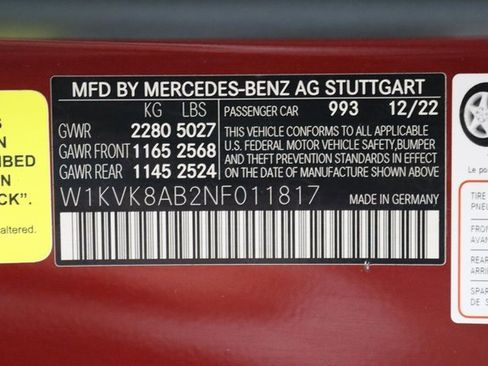 MFD BY MERCEDES-BENZ AG STUTTGART
KG LBS
GVWR 2280 5027
GAWR FRONT 1165 2568
GAWR REAR 1145 2524
PASSENGER CAR 993 12/22
THIS VEHICLE CONFORMS TO ALL APPLICABLE
U.S. FEDERAL MOTOR VEHICLE SAFETY,BUMPER
AND THEFT PREVENTION STANDARDS IN EFFECT
ON THE DATE OF MANUFACTURE SHOWN ABOVE.
W1KVK8AB2NF011817 MADE IN GERMANY
BED
N
CK".
altered.
TI
PNEU
FRON
AVAN
REAR
ARRI
SPAR
DE S